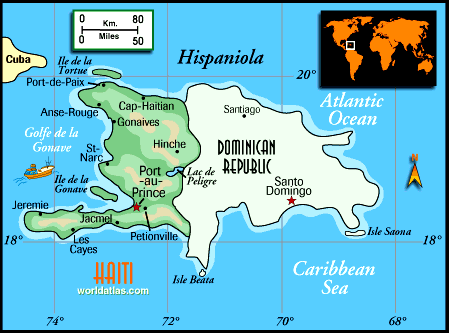 0 Km. 80
0 Miles 50
Hispaniola
Cuba
Ile de la
Tortue
20°
Port-de-Paix
Cap-Haitian
Atlantic
Ocean
Anse-Rouge
Gonaives
Santiago
Golfe de la
Gonave
Hinche
DOMINICAN
REPUBLIC
St-
Narc
Port
-au-
Prince
Lac de
Peligre
Ile de la
Gonave
Santo
Domingo
Jeremie
Jacmel
Les
Cayes
Petionville
Isle Saona
18°
18°
HAITI
worldatlas.com
Isle Beata
Caribbean
Sea
74°
72°
70°
68°